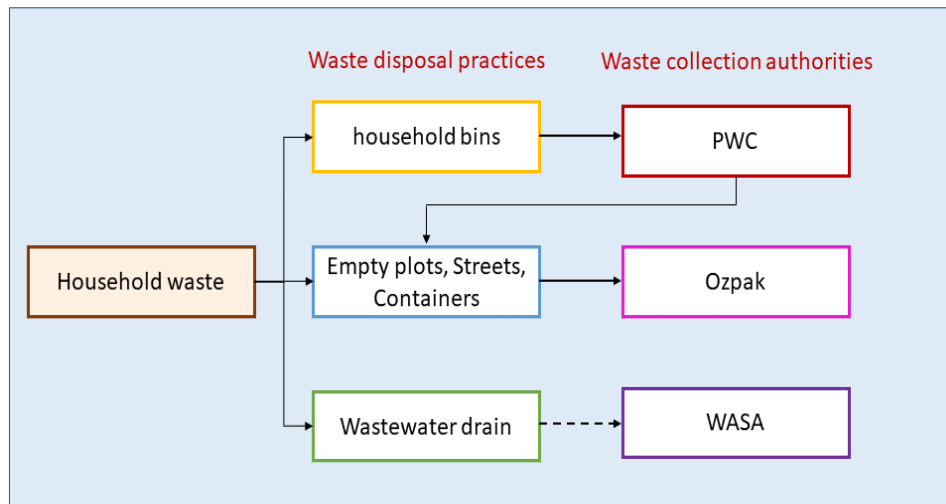 Waste disposal practices
Waste collection authorities
household bins
PWC
Household waste
Empty plots, Streets,
Containers
Ozpak
Wastewater drain
WASA